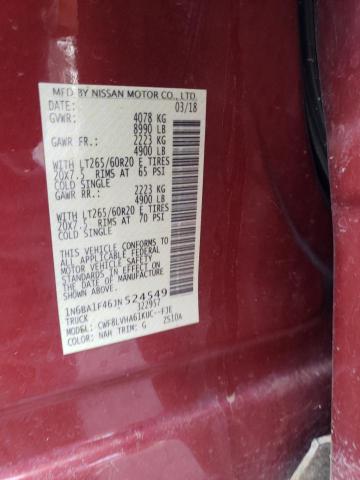 MFD BY NISSAN MOTOR CO., LTD.
DATE: 03/18
GVWR: 4078 KG
8990 LB
GAWR FR.: 2223 KG
4900 LB
WITH LT265/60R20 E TIRES
20X7.5 RIMS AT 65 PSI
COLD SINGLE
GAWR RR.: 2223 KG
4900 LB
WITH LT265/60R20 E TIRES
20X7.5 RIMS AT 70 PSI
COLD SINGLE
THIS VEHICLE CONFORMS
TO ALL APPLICABLE FEDERAL
MOTOR VEHICLE SAFETY
STANDARDS IN EFFECT ON
THE DATE OF MANUFACTURE
SHOWN ABOVE.
1N6BA1F46JN524549
TRUCK 122957
MODEL: CWFBLVHA61KUC--FJE
COLOR: NAH TRIM: G ZS10A